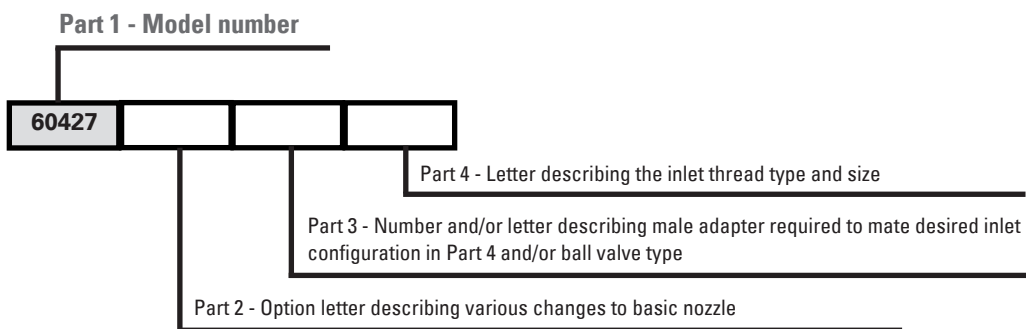 Part 1 - Model number
60427
Part 4 - Letter describing the inlet thread type and size
Part 3 - Number and/or letter describing male adapter required to mate desired inlet
configuration in Part 4 and/or ball valve type
Part 2 - Option letter describing various changes to basic nozzle